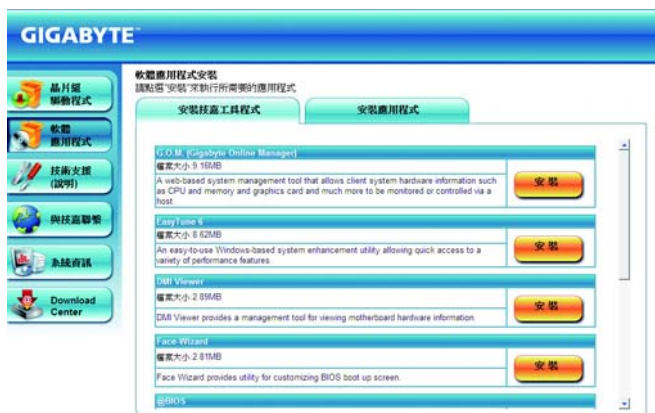 GIGABYTE
晶片組
驅動程式
軟體
應用程式
技術支援
(說明)
與技嘉聯繫
系統資訊
Download
Center
軟體應用程式安裝
請點選"安裝"來執行所需要的應用程式
安裝技嘉工具程式
安裝應用程式
G.O.M. (Gigabyte Online Manager)
檔案大小:9.16MB
A web-based system management tool that allows client system hardware information such
as CPU and memory and graphics card and much more to be monitored or controlled via a
host.
安裝
EasyTune 6
檔案大小:6.62MB
An easy-to-use Windows-based system enhancement utility allowing quick access to a
variety of performance features.
安裝
DMI Viewer
檔案大小:2.89MB
DMI Viewer provides a management tool for viewing motherboard hardware information.
安裝
Face-Wizard
檔案大小:2.81MB
Face Wizard provides utility for customizing BIOS boot up screen.
安裝
@BIOS